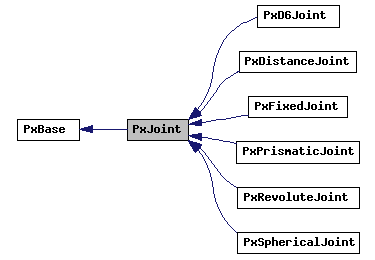 PxD6Joint
PxDistanceJoint
PxFixedJoint
PxBase
PxJoint
PxPrismaticJoint
PxRevoluteJoint
PxSphericalJoint